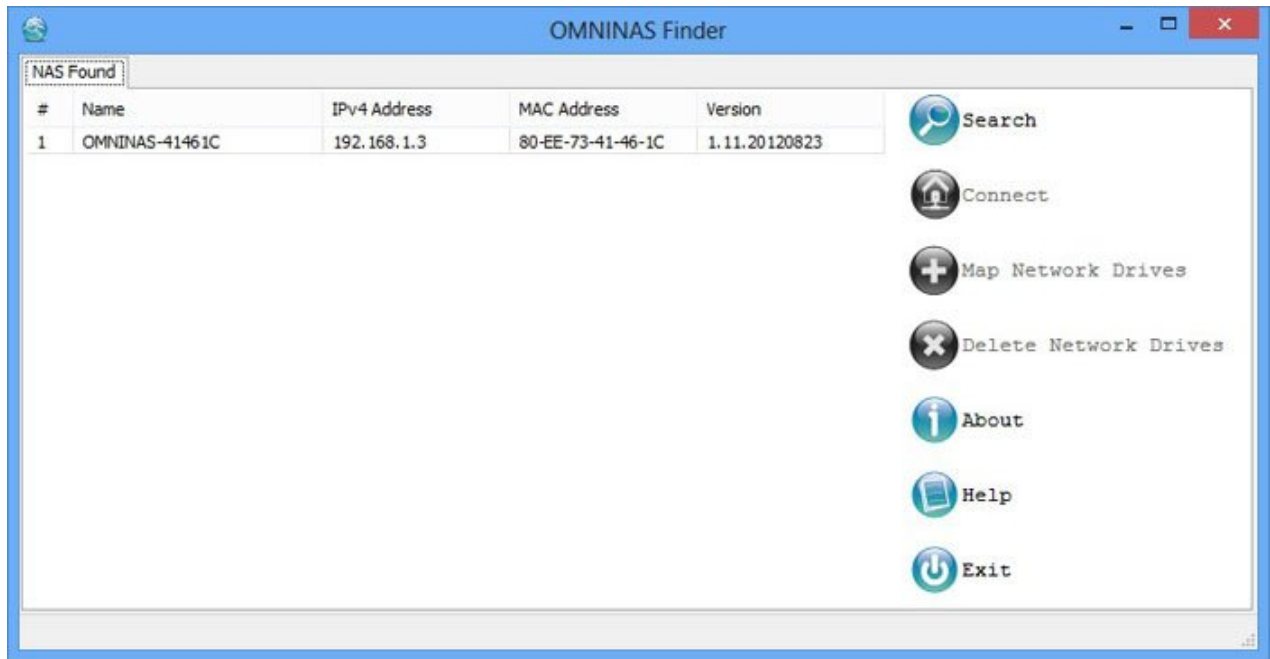 OMNINAS Finder
NAS Found
# Name IPv4 Address MAC Address Version
1 OMNINAS-41461C 192.168.1.3 80-EE-73-41-46-1C 1.11.20120823
Search
Connect
Map Network Drives
Delete Network Drives
About
Help
Exit